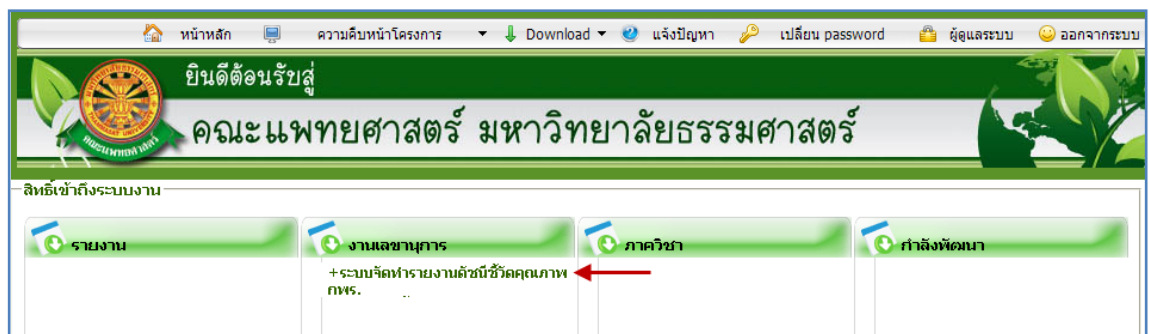 หน้าหลัก ความคืบหน้าโครงการ Download แจ้งปัญหา เปลี่ยน password ผู้ดูแลระบบ ออกจากระบบ
ยินดีต้อนรับสู่
คณะแพทยศาสตร์ มหาวิทยาลัยธรรมศาสตร์
สิทธิ์เข้าถึงระบบงาน
รายงาน งานเลขานุการ ภาควิชา กำลังพัฒนา
+ระบบจัดทำรายงานดัชนีชี้วัดคุณภาพ
กพร.